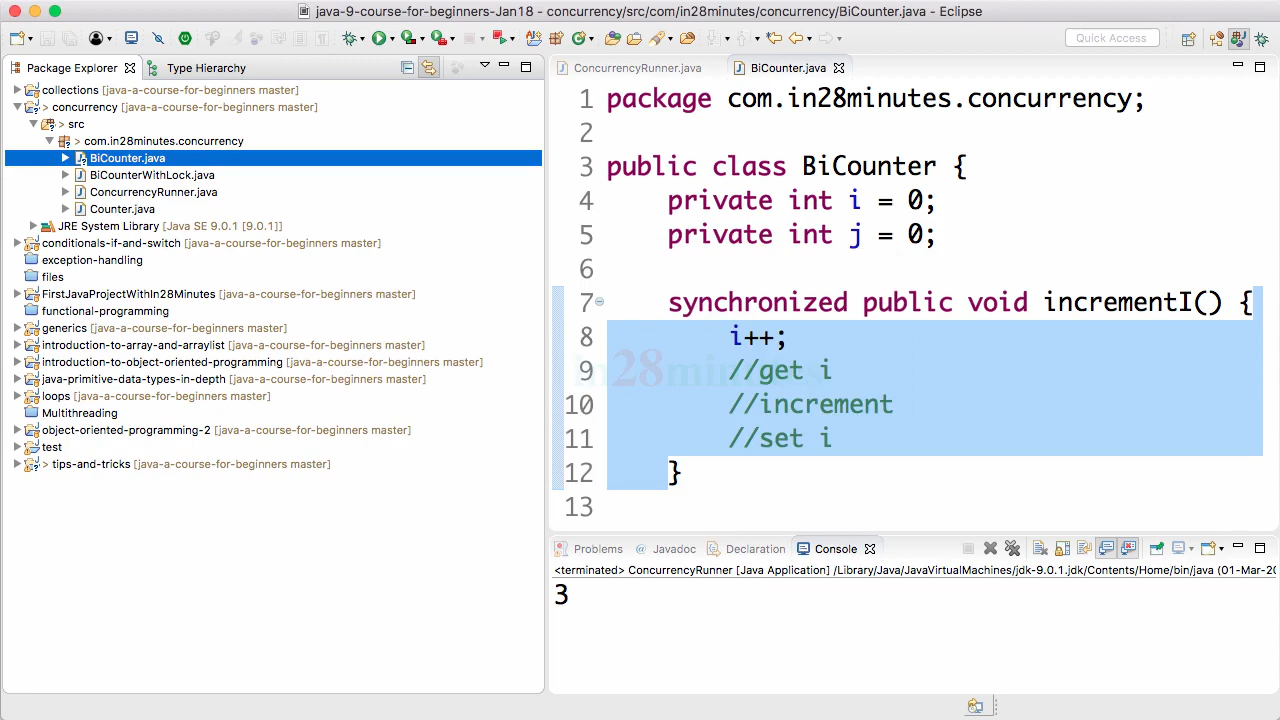 java-9-course-for-beginners-Jan18 - concurrency/src/com/in28minutes/concurrency/BiCounter.java - Eclipse
Quick Access
Package Explorer
Type Hierarchy
collections [java-a-course-for-beginners master]
> concurrency [java-a-course-for-beginners master]
> src
> com.in28minutes.concurrency
BiCounter.java
BiCounterWithLock.java
ConcurrencyRunner.java
Counter.java
JRE System Library [Java SE 9.0.1 [9.0.1]]
conditionals-if-and-switch [java-a-course-for-beginners master]
exception-handling
files
FirstJavaProjectWithIn28Minutes [java-a-course-for-beginners master]
functional-programming
generics [java-a-course-for-beginners master]
introduction-to-array-and-arraylist [java-a-course-for-beginners master]
introduction-to-object-oriented-programming [java-a-course-for-beginners master]
java-primitive-data-types-in-depth [java-a-course-for-beginners master]
loops [java-a-course-for-beginners master]
Multithreading
object-oriented-programming-2 [java-a-course-for-beginners master]
test
> tips-and-tricks [java-a-course-for-beginners master]
ConcurrencyRunner.java
BiCounter.java
1 package com.in28minutes.concurrency;
2
3 public class BiCounter {
4 private int i = 0;
5 private int j = 0;
6
7 synchronized public void incrementI() {
8 i++;
9 //get i
10 //increment
11 //set i
12 }
13
in28minutes
Problems
@ Javadoc
Declaration
Console
<terminated> ConcurrencyRunner [Java Application] /Library/Java/JavaVirtualMachines/jdk-9.0.1.jdk/Contents/Home/bin/java (01-Mar-20
3